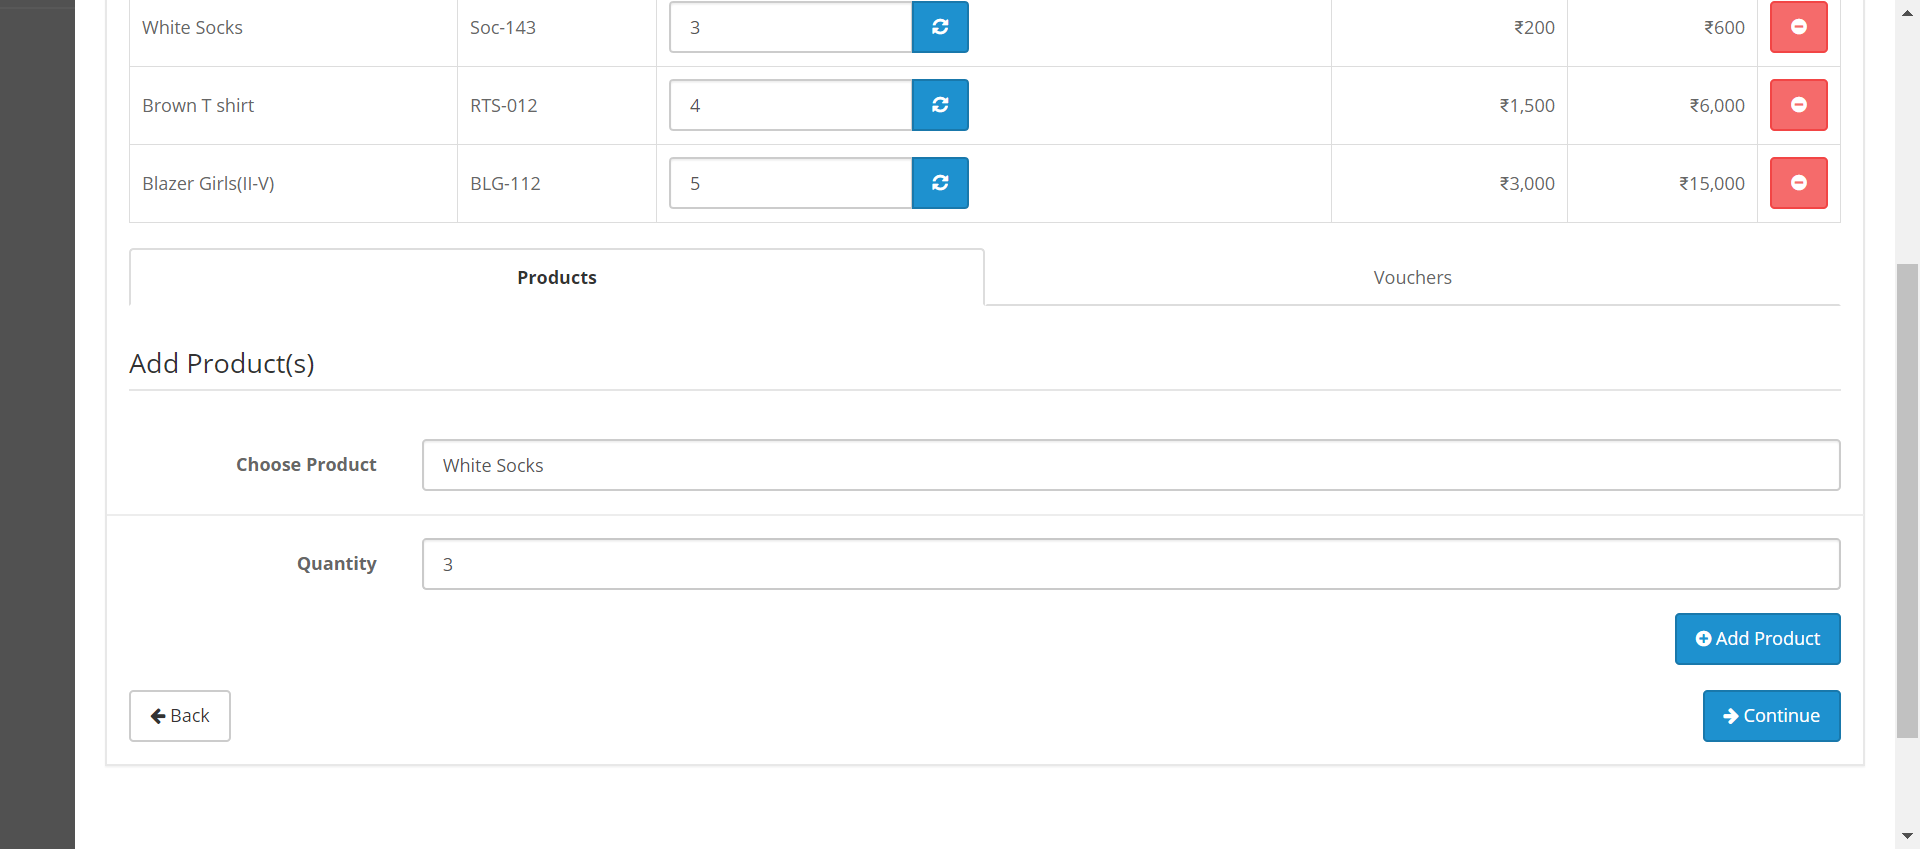 White Socks Soc-143 3 ₹200 ₹600
Brown T shirt RTS-012 4 ₹1,500 ₹6,000
Blazer Girls(II-V) BLG-112 5 ₹3,000 ₹15,000
Products Vouchers
Add Product(s)
Choose Product White Socks
Quantity 3
Add Product
Back Continue